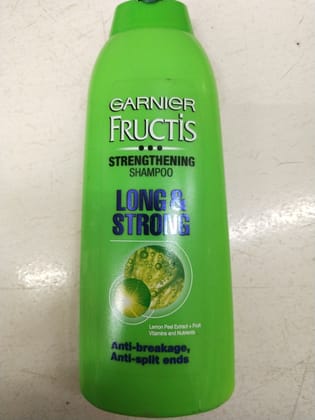 GARNIER
FRUCTIS
STRENGTHENING
SHAMPOO
LONG &
STRONG
Lemon Peel Extract + Fruit
Vitamins and Nutrients
Anti-breakage,
Anti-split ends